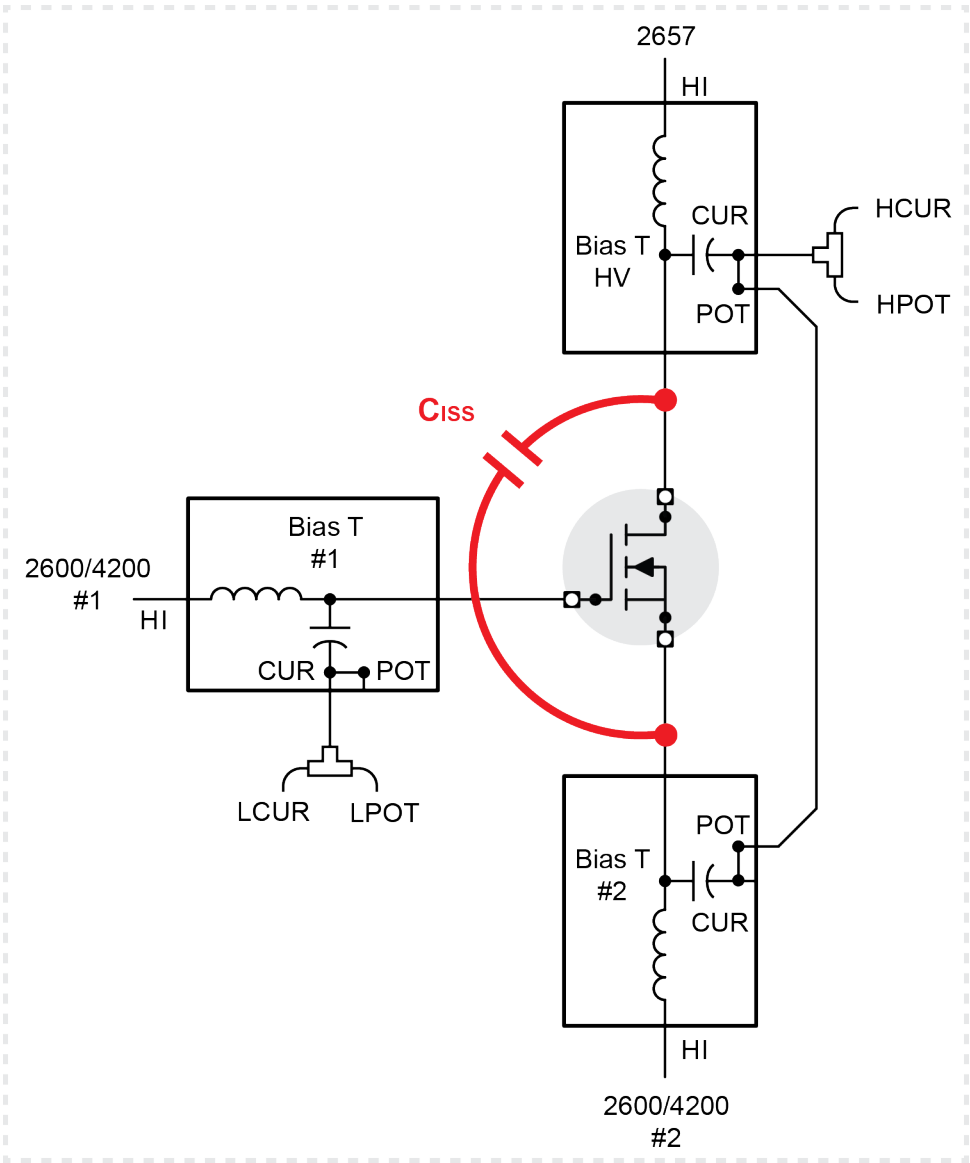 2657
HI
CUR
HCUR
Bias T
HV
POT
HPOT
CISS
Bias T
#1
2600/4200
#1
HI
CUR
POT
LCUR
LPOT
POT
Bias T
#2
CUR
HI
2600/4200
#2